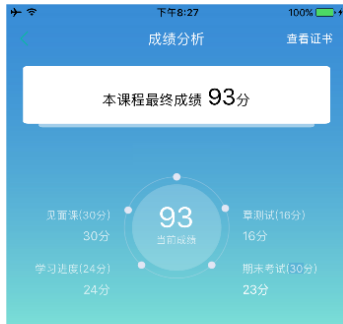 下午8:27
100%
成绩分析
查看证书
本课程最终成绩 93分
见面课(30分)
30分
93
当前成绩
章测试(16分)
16分
学习进度(24分)
24分
期末考试(30分)
23分